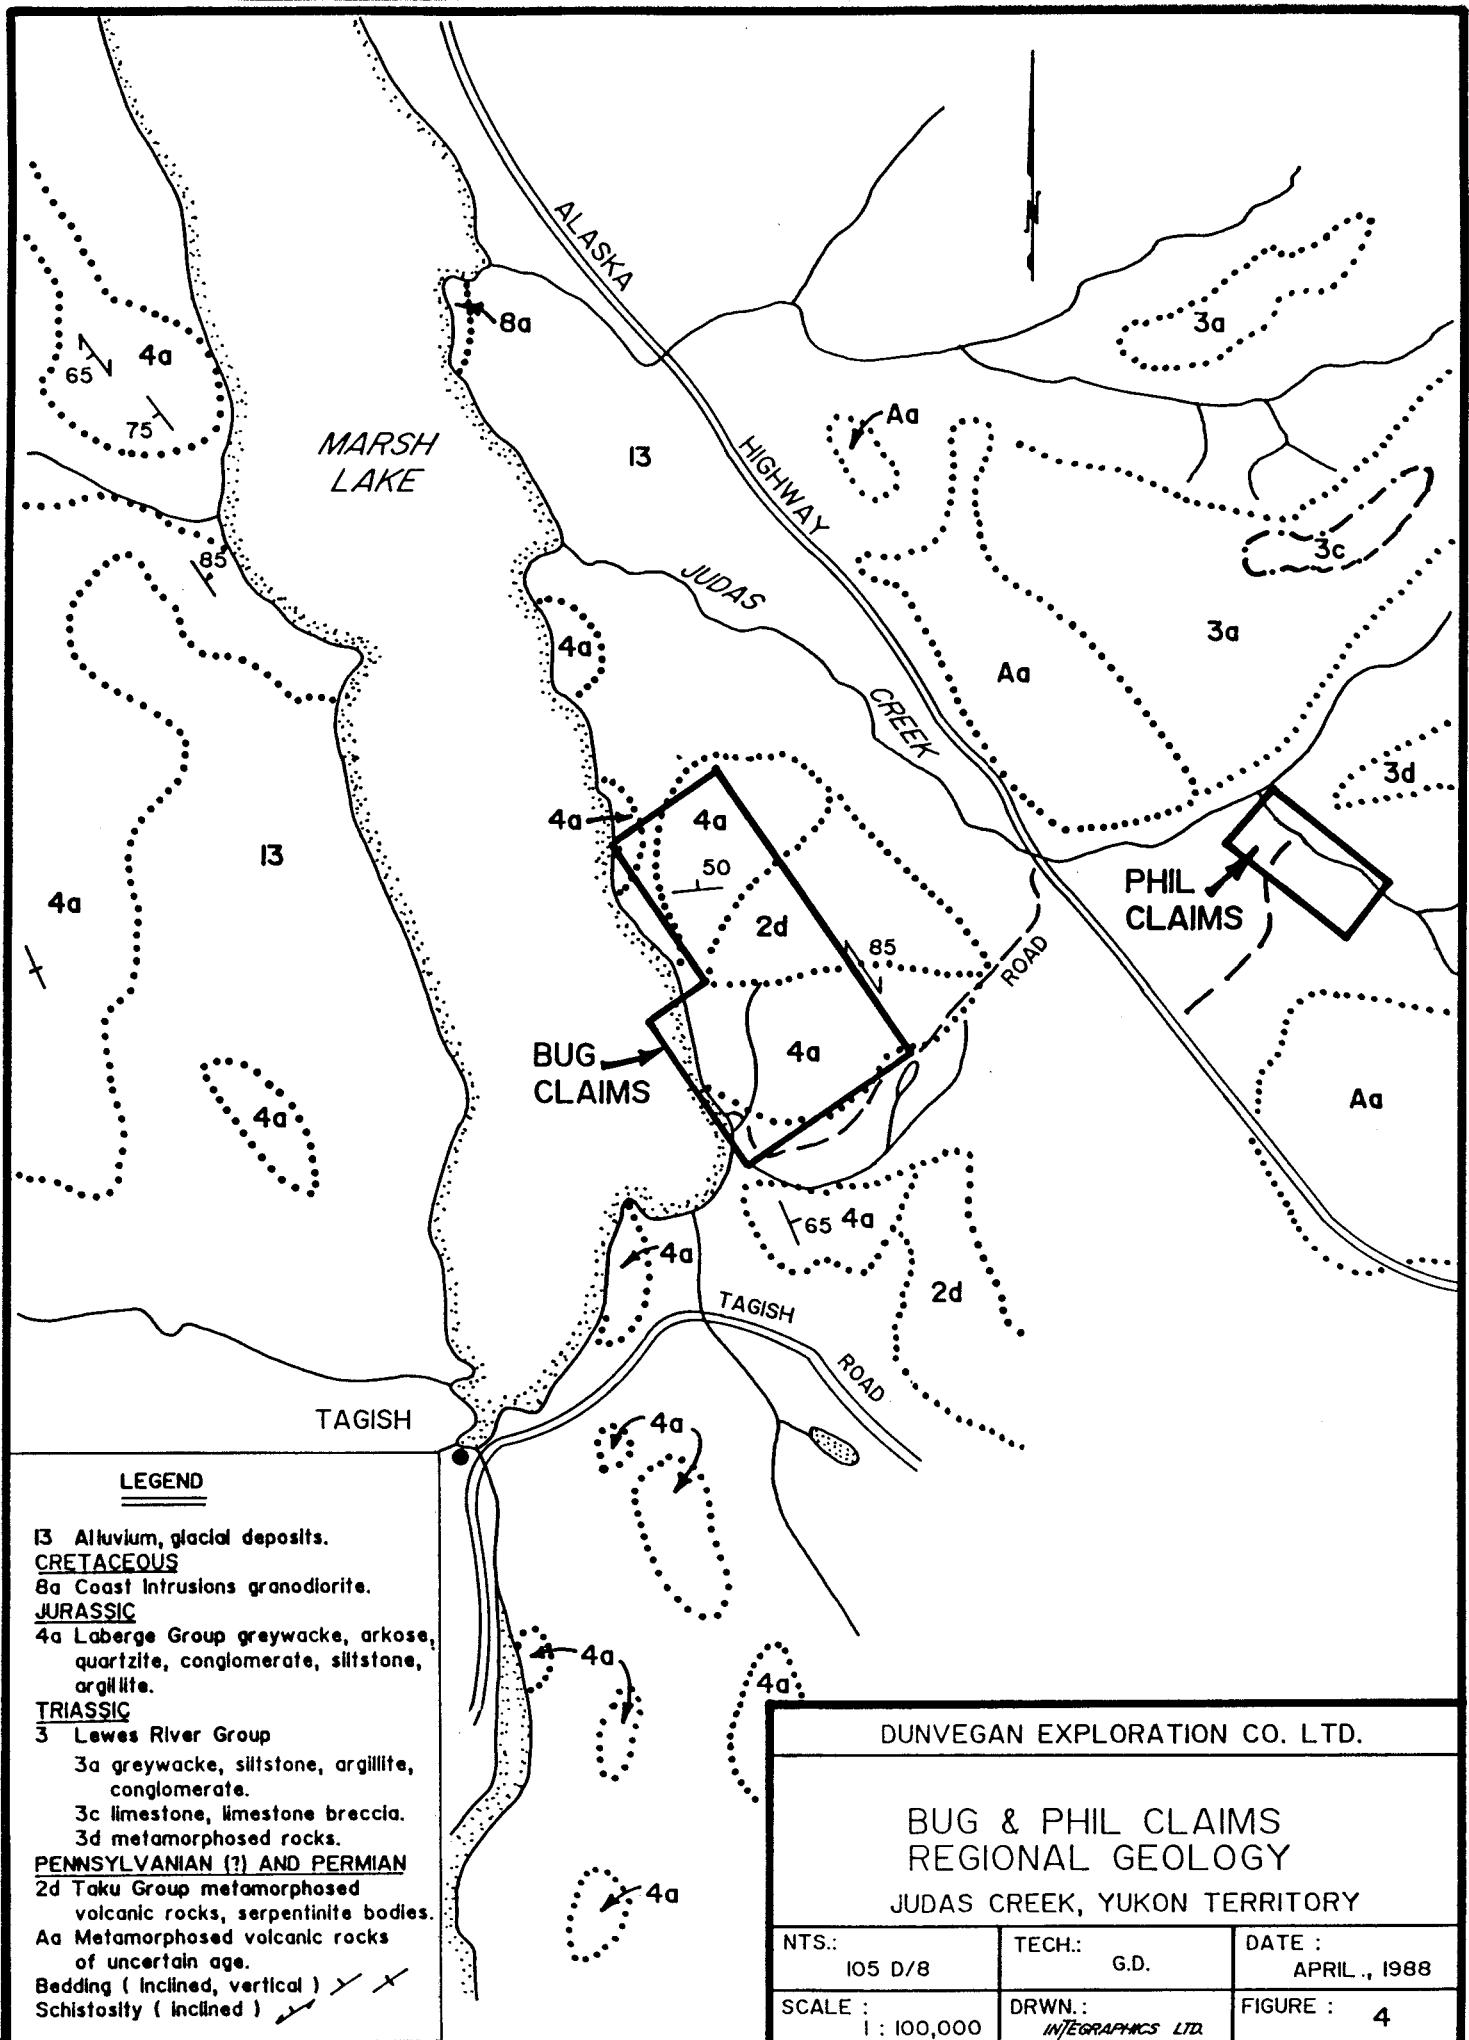 ALASKA
HIGHWAY
N
8a
3a
4a
65
75
MARSH
LAKE
13
Aa
3c
85
JUDAS
CREEK
4a
3a
Aa
3d
4a
4a
50
2d
85
13
4a
PHIL
CLAIMS
ROAD
BUG
CLAIMS
4a
4a
Aa
65 4a
4a
2d
TAGISH
ROAD
TAGISH
4a
4a
4a
4a
LEGEND
13 Alluvium, glacial deposits.
CRETACEOUS
8a Coast Intrusions granodiorite.
JURASSIC
4a Laberge Group greywacke, arkose,
quartzite, conglomerate, siltstone,
argillite.
TRIASSIC
3 Lewes River Group
3a greywacke, siltstone, argillite,
conglomerate.
3c limestone, limestone breccia.
3d metamorphosed rocks.
PENNSYLVANIAN (?) AND PERMIAN
2d Taku Group metamorphosed
volcanic rocks, serpentinite bodies.
Aa Metamorphosed volcanic rocks
of uncertain age.
Bedding ( inclined, vertical )
Schistosity ( inclined )
DUNVEGAN EXPLORATION CO. LTD.
BUG & PHIL CLAIMS
REGIONAL GEOLOGY
JUDAS CREEK, YUKON TERRITORY
NTS.:
105 D/8
TECH.:
G.D.
DATE :
APRIL., 1988
SCALE :
1 : 100,000
DRWN.:
INTEGRAPHICS LTD.
FIGURE :
4